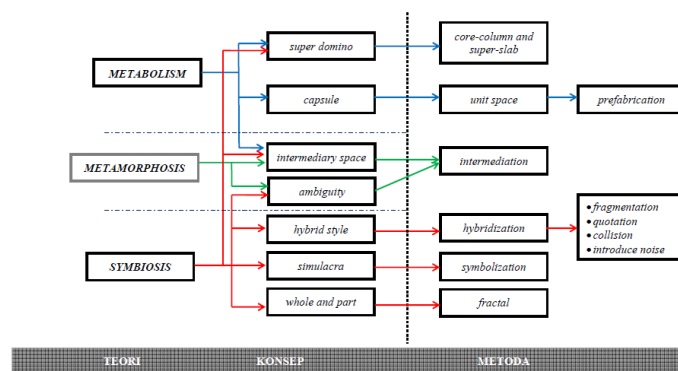 super domino
core-column and
super-slab
METABOLISM
capsule
unit space
prefabrication
intermediary space
intermediation
METAMORPHOSIS
ambiguity
hybrid style
hybridization
• fragmentation
• quotation
• collision
• introduce noise
SYMBIOSIS
simulacra
symbolization
whole and part
fractal
TEORI
KONSEP
METODA